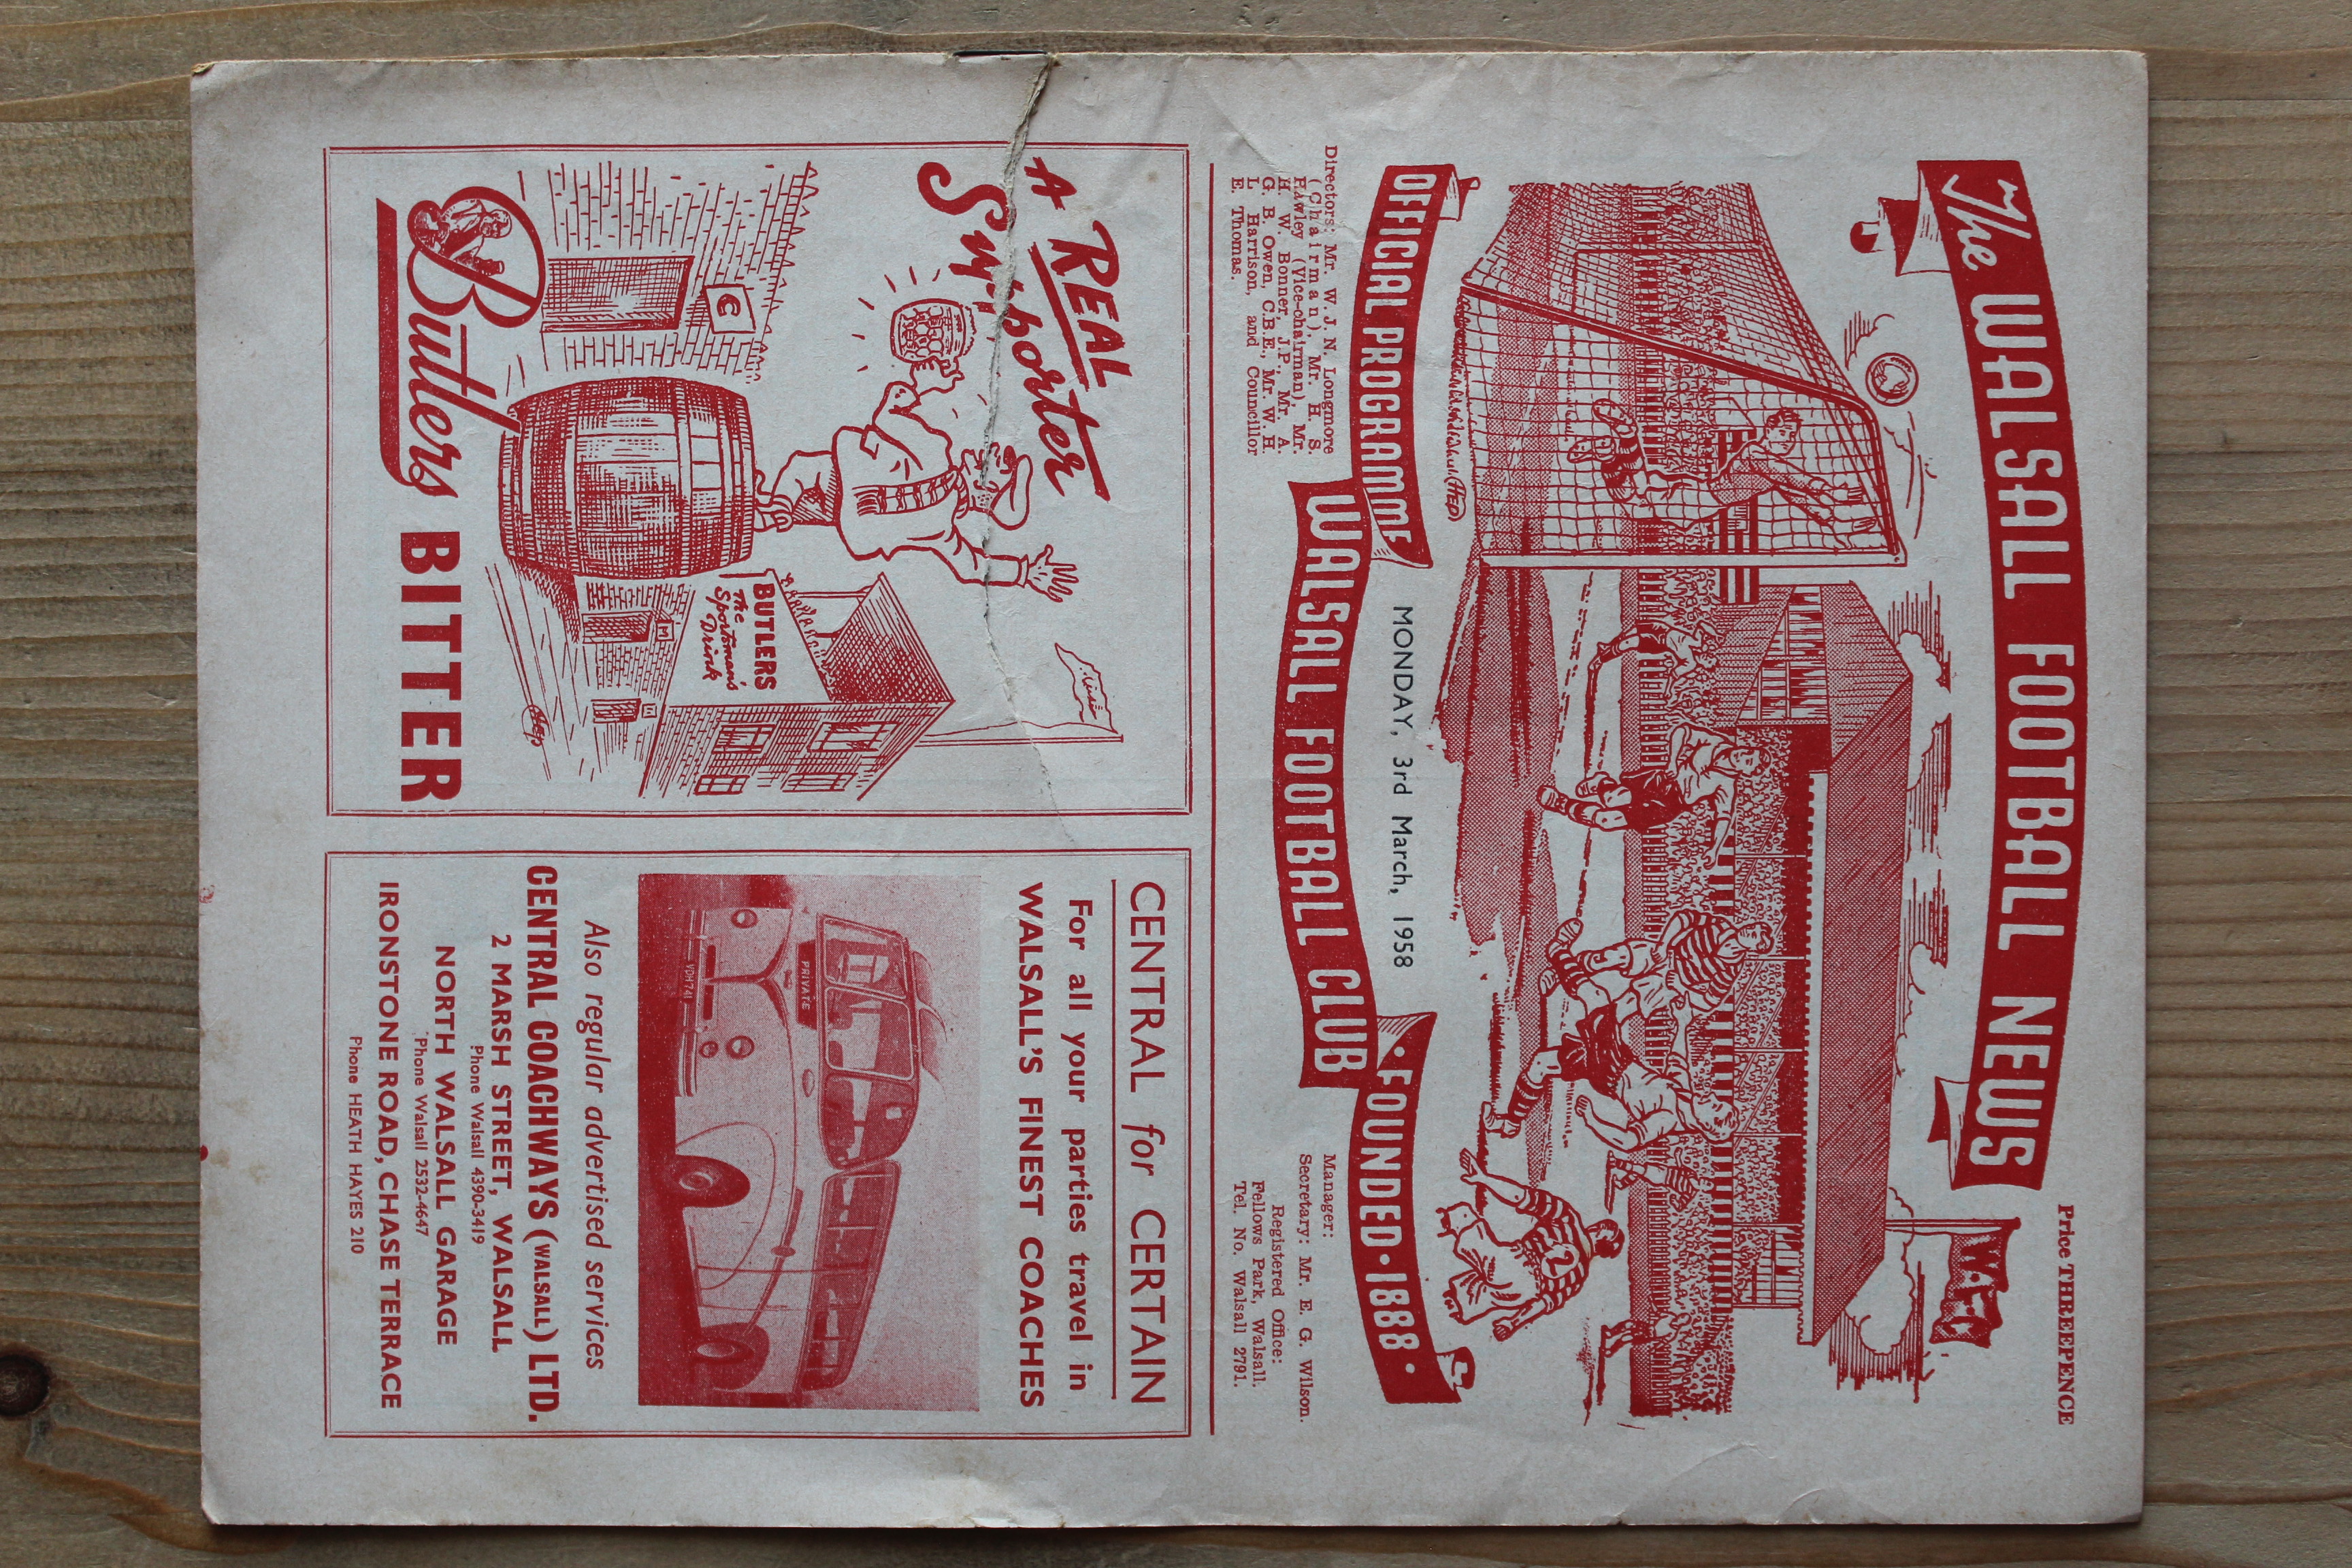 Price THREEPENCE
The WALSALL FOOTBALL NEWS
W.F.C
2
OFFICIAL PROGRAMME
MONDAY, 3rd March, 1958
• FOUNDED • 1888 •
WALSALL FOOTBALL CLUB
Directors: Mr. W. J. N. Longmore
(Chairman), Mr. H. S.
Hawley (Vice-chairman), Mr.
H. W. Bonner, J.P., Mr. A.
G. B. Owen, C.B.E., Mr. W. H.
L. Harrison, and Councillor
E. Thomas.
Manager:
Secretary: Mr. E. G. Wilson.
Registered Office:
Fellows Park, Walsall.
Tel. No. Walsall 2791.
A REAL
Supporter
BUTLERS
The
Sportsman's
Drink
Butlers BITTER
CENTRAL for CERTAIN
For all your parties travel in
WALSALL'S FINEST COACHES
PRIVATE
YDH 741
Also regular advertised services
CENTRAL COACHWAYS (WALSALL) LTD.
2 MARSH STREET, WALSALL
'Phone Walsall 4390-3419
NORTH WALSALL GARAGE
'Phone Walsall 2532-4647
IRONSTONE ROAD, CHASE TERRACE
Phone HEATH HAYES 210